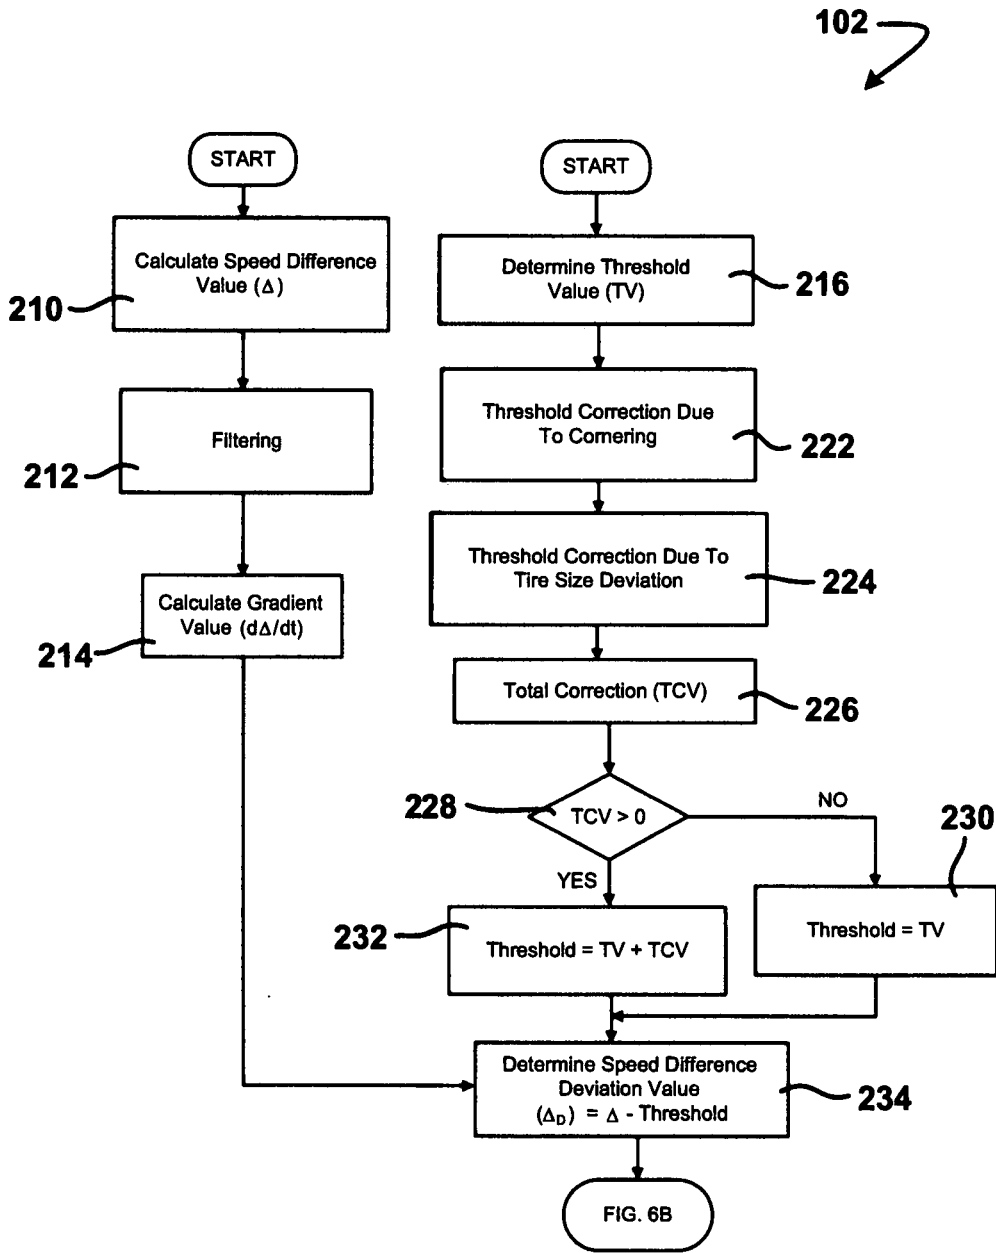 102
START
Calculate Speed Difference
Value (Δ)
210
Filtering
212
Calculate Gradient
Value (dΔ/dt)
214
START
Determine Threshold
Value (TV)
216
Threshold Correction Due
To Cornering
222
Threshold Correction Due To
Tire Size Deviation
224
Total Correction (TCV)
226
228
TCV > 0
NO
YES
230
Threshold = TV
232
Threshold = TV + TCV
Determine Speed Difference
Deviation Value
(Δ_D) = Δ - Threshold
234
FIG. 6B